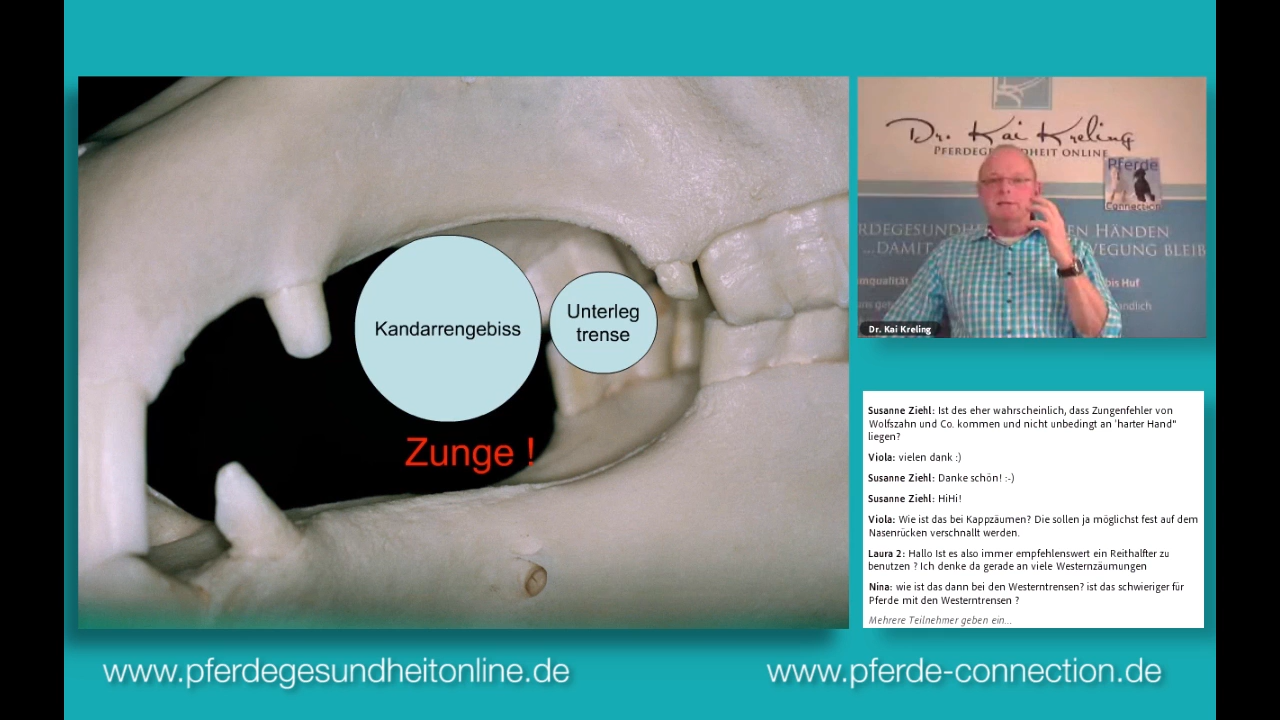 Kandarrengebiss
Unterleg
trense
Zunge !
Dr. Kai Kreling
PFERDEGESUNDHEIT ONLINE
Pferde
Connection
...DAMIT
Dr. Kai Kreling
Susanne Ziehl: Ist des eher wahrscheinlich, dass Zungenfehler von
Wolfszahn und Co. kommen und nicht unbedingt an 'harter Hand"
liegen?
Viola: vielen dank :)
Susanne Ziehl: Danke schön! :-)
Susanne Ziehl: HiHi!
Viola: Wie ist das bei Kappzäumen? Die sollen ja möglichst fest auf dem
Nasenrücken verschnallt werden.
Laura 2: Hallo Ist es also immer empfehlenswert ein Reithalfter zu
benutzen ? Ich denke da gerade an viele Westernzäumungen
Nina: wie ist das dann bei den Westerntrensen? ist das schwieriger für
Pferde mit den Westerntrensen ?
Mehrere Teilnehmer geben ein...
www.pferdegesundheitonline.de
www.pferde-connection.de